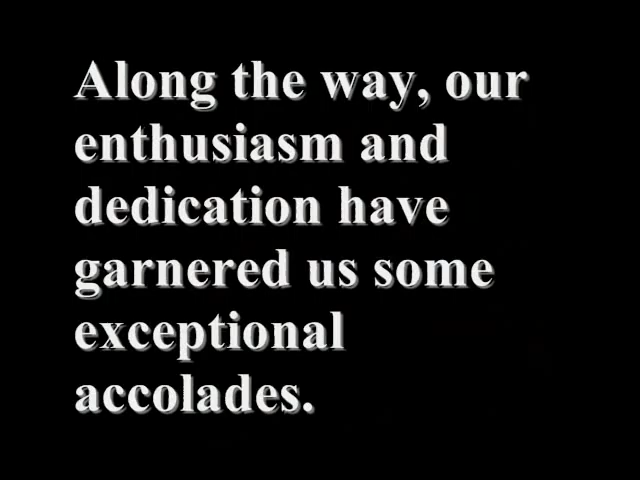 Along the way, our
enthusiasm and
dedication have
garnered us some
exceptional
accolades.